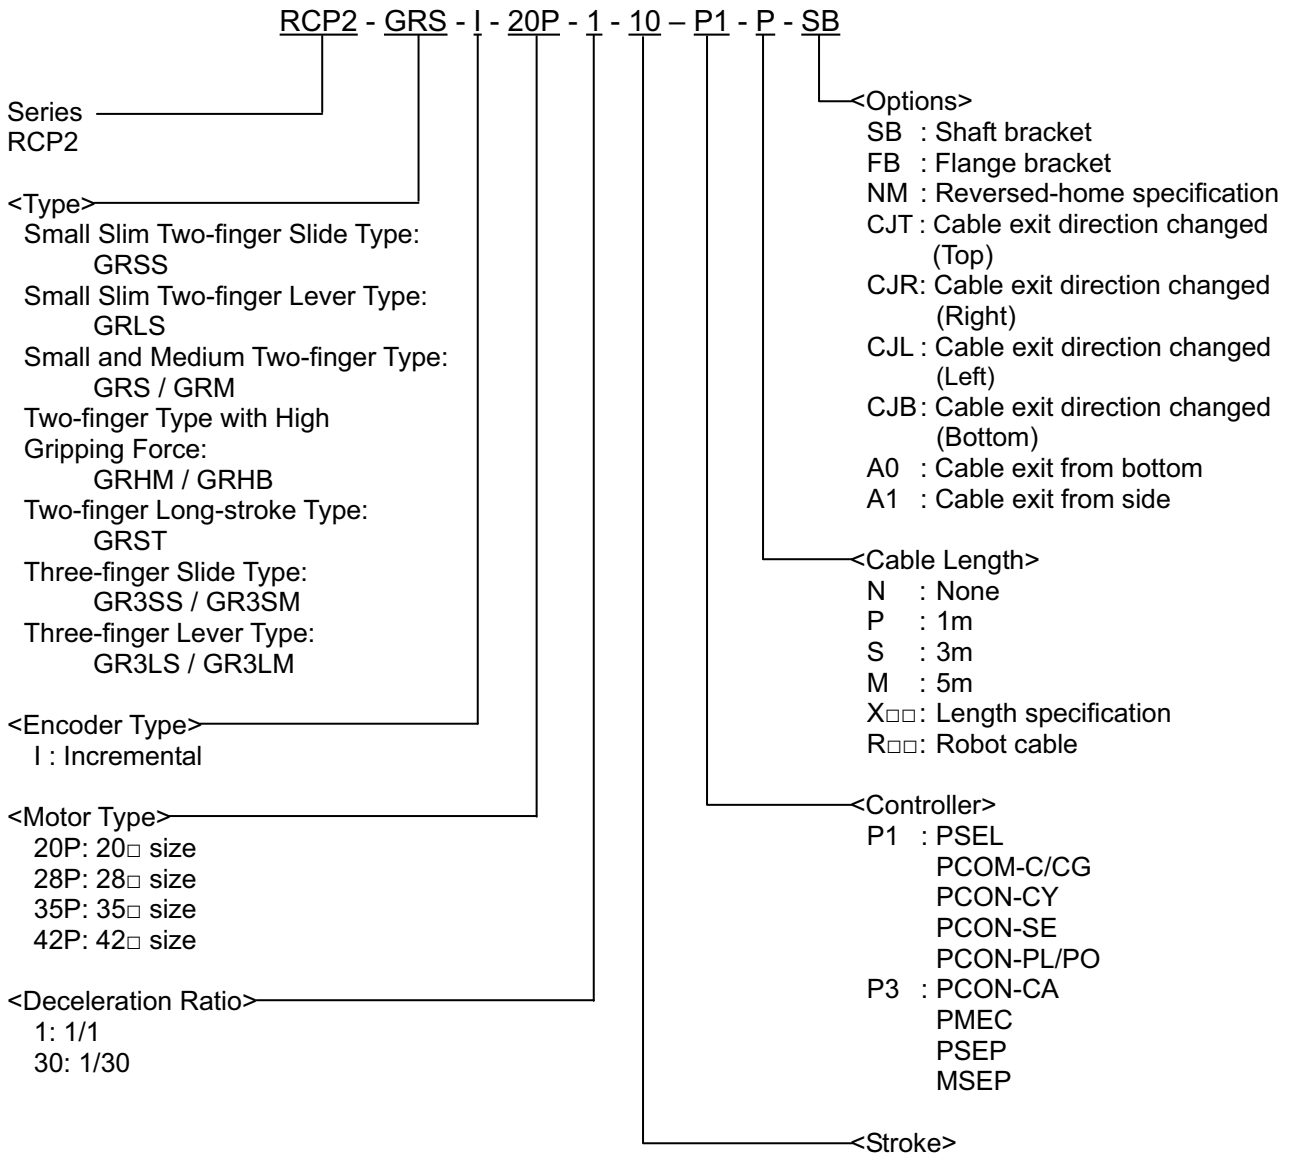 RCP2 - GRS - I - 20P - 1 - 10 – P1 - P - SB
Series
RCP2
<Type>
Small Slim Two-finger Slide Type:
GRSS
Small Slim Two-finger Lever Type:
GRLS
Small and Medium Two-finger Type:
GRS / GRM
Two-finger Type with High
Gripping Force:
GRHM / GRHB
Two-finger Long-stroke Type:
GRST
Three-finger Slide Type:
GR3SS / GR3SM
Three-finger Lever Type:
GR3LS / GR3LM
<Encoder Type>
I : Incremental
<Motor Type>
20P: 20□ size
28P: 28□ size
35P: 35□ size
42P: 42□ size
<Deceleration Ratio>
1: 1/1
30: 1/30
<Options>
SB : Shaft bracket
FB : Flange bracket
NM : Reversed-home specification
CJT : Cable exit direction changed
(Top)
CJR: Cable exit direction changed
(Right)
CJL : Cable exit direction changed
(Left)
CJB : Cable exit direction changed
(Bottom)
A0 : Cable exit from bottom
A1 : Cable exit from side
<Cable Length>
N : None
P : 1m
S : 3m
M : 5m
X□□: Length specification
R□□: Robot cable
<Controller>
P1 : PSEL
PCOM-C/CG
PCON-CY
PCON-SE
PCON-PL/PO
P3 : PCON-CA
PMEC
PSEP
MSEP
<Stroke>